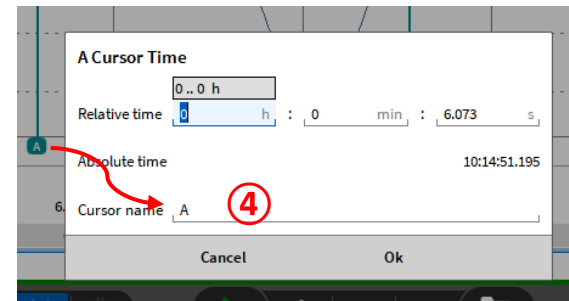 A Cursor Time
0..0 h
Relative time 0 h : 0 min : 6.073 s
A
Absolute time 10:14:51.195
6.
Cursor name A ④
Cancel Ok